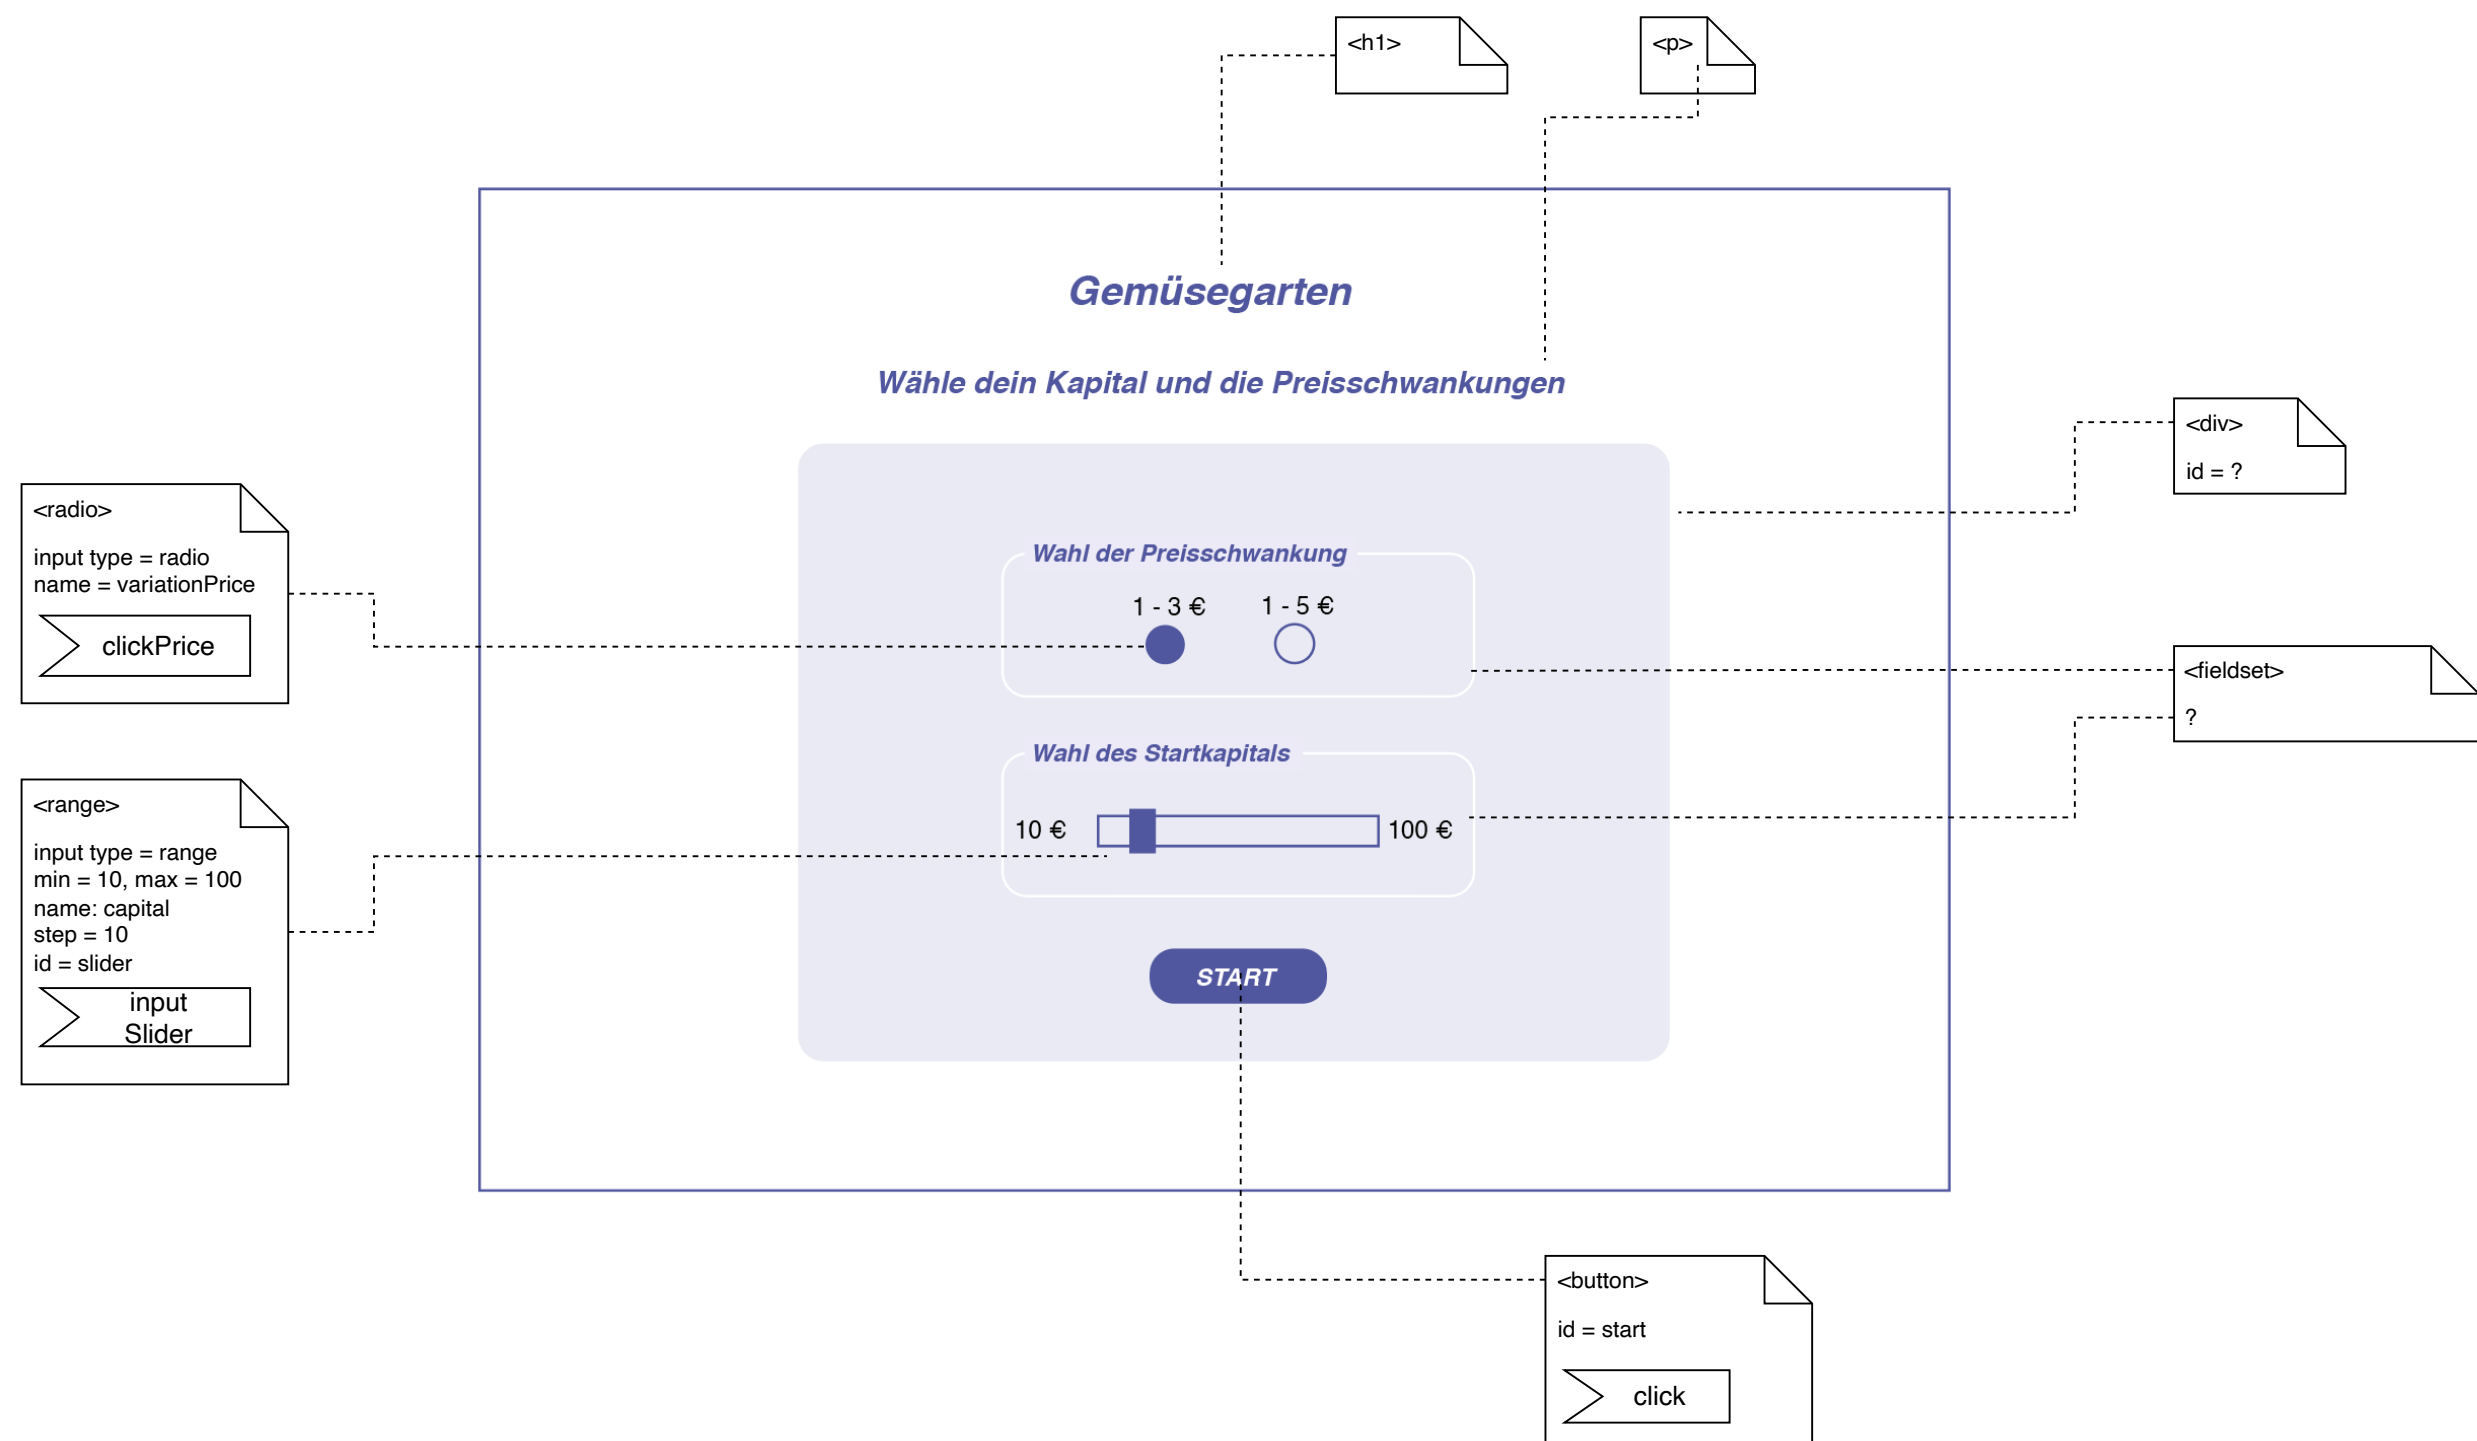 <h1>
<p>
Gemüsegarten
Wähle dein Kapital und die Preisschwankungen
<div>
id = ?
<radio>
input type = radio
name = variationPrice
clickPrice
Wahl der Preisschwankung
1 - 3 €
1 - 5 €
<fieldset>
?
<range>
input type = range
min = 10, max = 100
name: capital
step = 10
id = slider
input
Slider
Wahl des Startkapitals
10 €
100 €
START
<button>
id = start
click